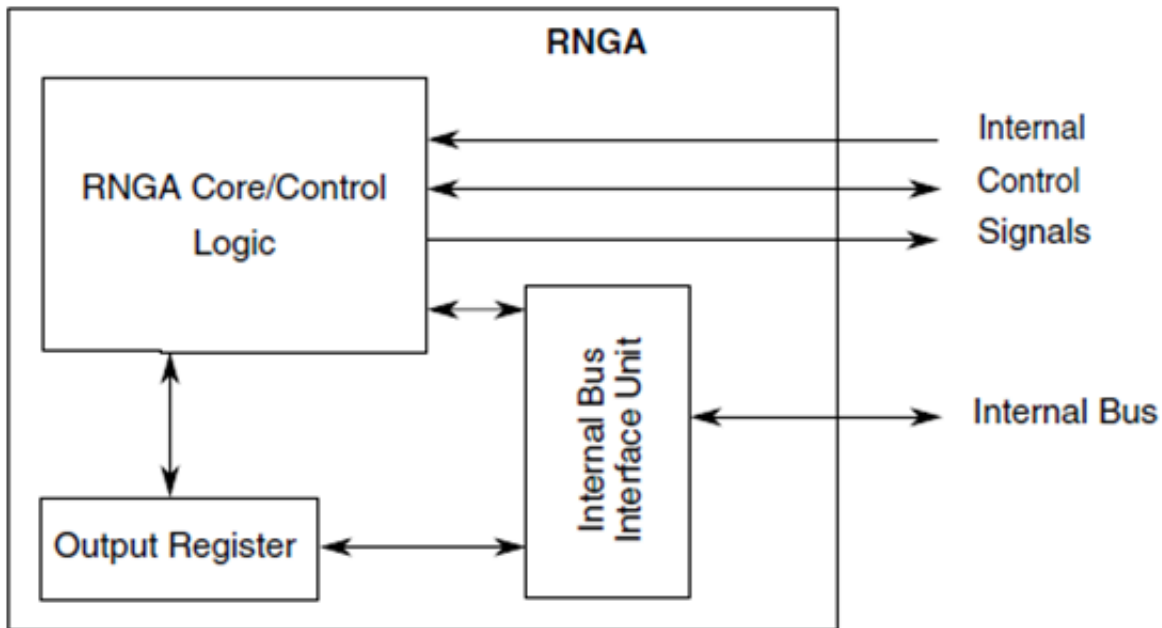 RNGA
RNGA Core/Control
Logic
Internal
Control
Signals
Internal Bus
Interface Unit
Internal Bus
Output Register